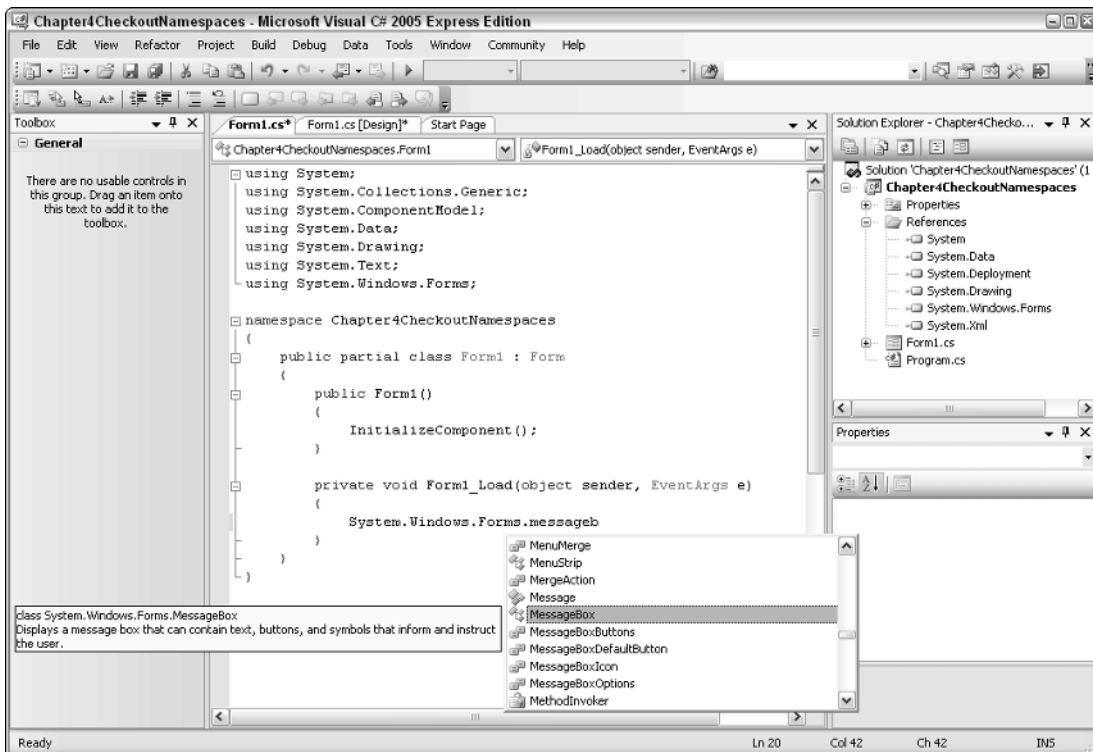 Chapter4CheckoutNamespaces - Microsoft Visual C# 2005 Express Edition
File Edit View Refactor Project Build Debug Data Tools Window Community Help
Toolbox
General
There are no usable controls in
this group. Drag an item onto
this text to add it to the
toolbox.
Form1.cs* Form1.cs [Design]* Start Page
Chapter4CheckoutNamespaces.Form1 Form1_Load(object sender, EventArgs e)
using System;
using System.Collections.Generic;
using System.ComponentModel;
using System.Data;
using System.Drawing;
using System.Text;
using System.Windows.Forms;
namespace Chapter4CheckoutNamespaces
{
public partial class Form1 : Form
{
public Form1()
{
InitializeComponent();
}
private void Form1_Load(object sender, EventArgs e)
{
System.Windows.Forms.messageb
}
}
}
MenuMerge
MenuStrip
MergeAction
Message
MessageBox
MessageBoxButtons
MessageBoxDefaultButton
MessageBoxIcon
MessageBoxOptions
MethodInvoker
class System.Windows.Forms.MessageBox
Displays a message box that can contain text, buttons, and symbols that inform and instruct
the user.
Solution Explorer - Chapter4Checko...
Solution 'Chapter4CheckoutNamespaces' (1
Chapter4CheckoutNamespaces
Properties
References
System
System.Data
System.Deployment
System.Drawing
System.Windows.Forms
System.Xml
Form1.cs
Program.cs
Properties
Ready Ln 20 Col 42 Ch 42 INS